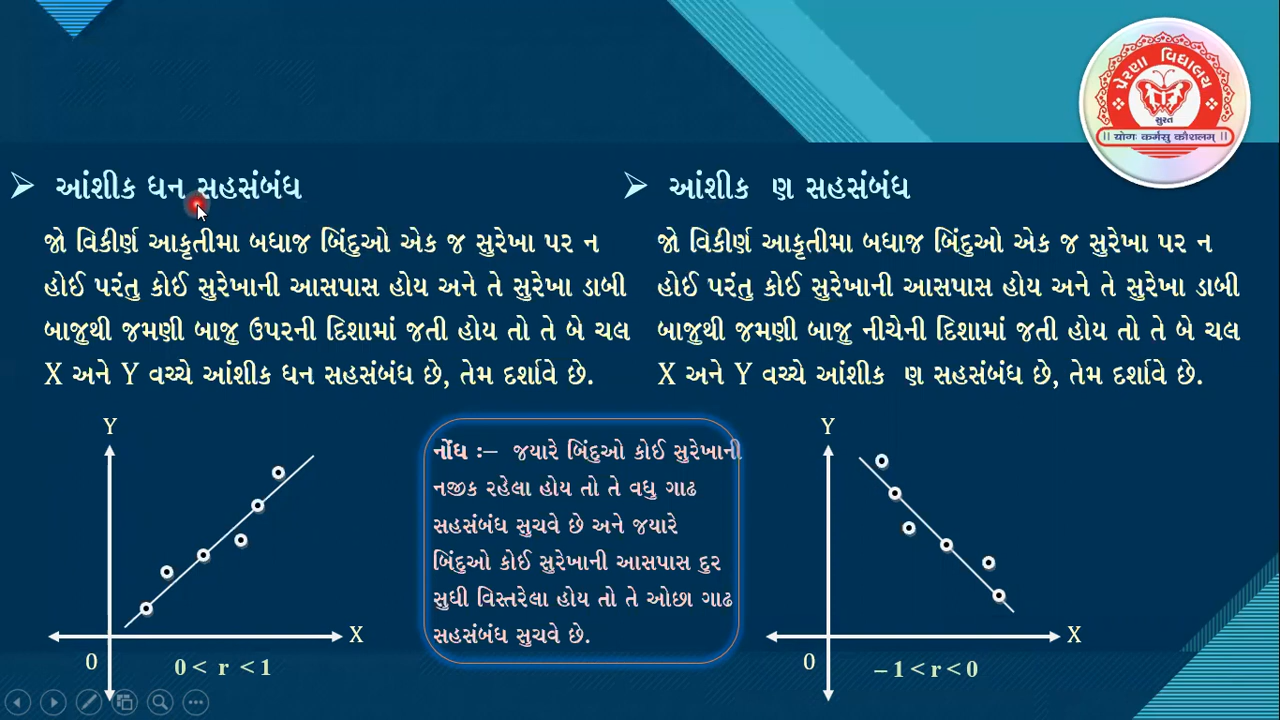 પ્રેરણા વિદ્યાલય
સુરત
|| યોગઃ કર્મસુ કૌશલમ્ ||
આંશીક ધન સહસંબંધ
જો વિકીર્ણ આકૃતીમા બધાજ બિંદુઓ એક જ સુરેખા પર ન
હોઈ પરંતુ કોઈ સુરેખાની આસપાસ હોય અને તે સુરેખા ડાબી
બાજુથી જમણી બાજુ ઉપરની દિશામાં જતી હોય તો તે બે ચલ
X અને Y વચ્ચે આંશીક ધન સહસંબંધ છે, તેમ દર્શાવે છે.
આંશીક ણ સહસંબંધ
જો વિકીર્ણ આકૃતીમા બધાજ બિંદુઓ એક જ સુરેખા પર ન
હોઈ પરંતુ કોઈ સુરેખાની આસપાસ હોય અને તે સુરેખા ડાબી
બાજુથી જમણી બાજુ નીચેની દિશામાં જતી હોય તો તે બે ચલ
X અને Y વચ્ચે આંશીક ણ સહસંબંધ છે, તેમ દર્શાવે છે.
Y
X
0
0 < r < 1
નોંધ :– જયારે બિંદુઓ કોઈ સુરેખાની
નજીક રહેલા હોય તો તે વધુ ગાઢ
સહસંબંધ સુચવે છે અને જયારે
બિંદુઓ કોઈ સુરેખાની આસપાસ દુર
સુધી વિસ્તરેલા હોય તો તે ઓછા ગાઢ
સહસંબંધ સુચવે છે.
Y
X
0
– 1 < r < 0